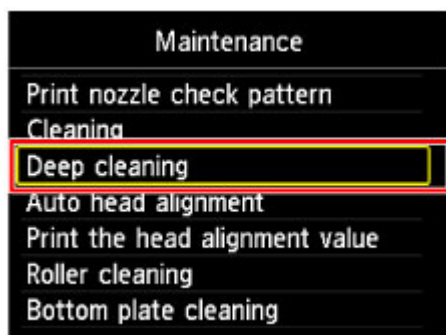 Maintenance
Print nozzle check pattern
Cleaning
Deep cleaning
Auto head alignment
Print the head alignment value
Roller cleaning
Bottom plate cleaning